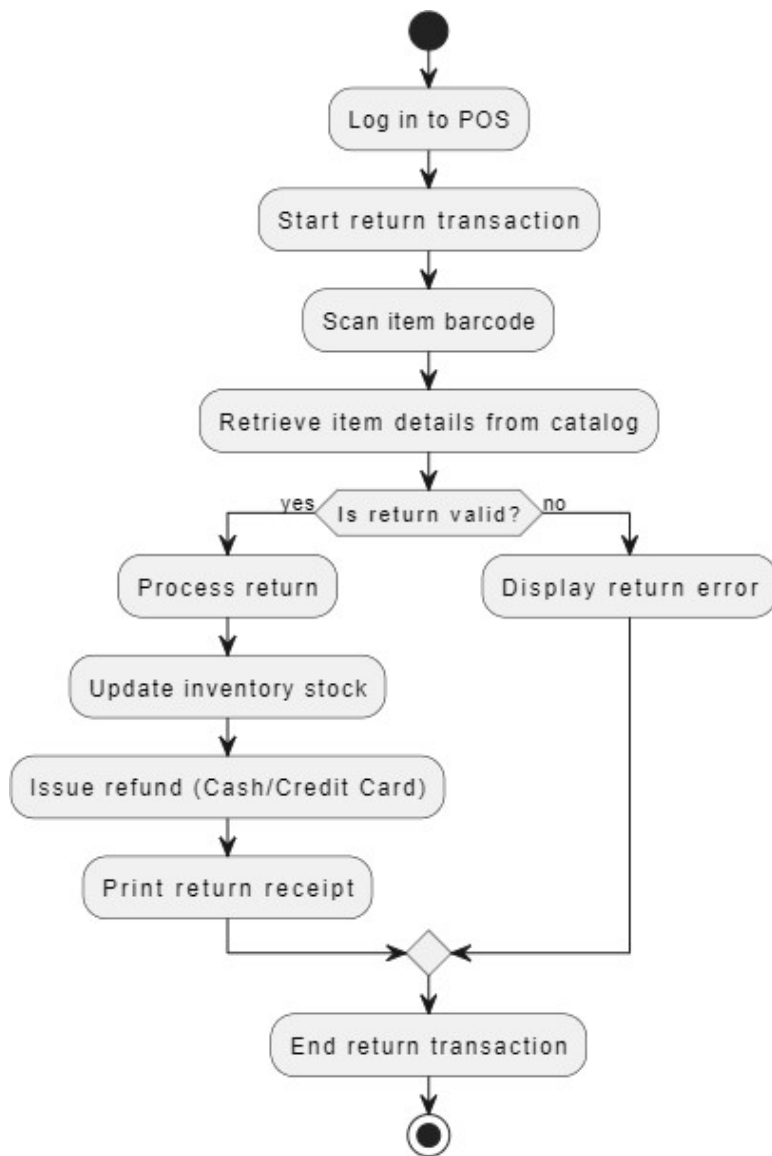 Log in to POS
Start return transaction
Scan item barcode
Retrieve item details from catalog
yes
Is return valid?
no
Process return
Display return error
Update inventory stock
Issue refund (Cash/Credit Card)
Print return receipt
End return transaction